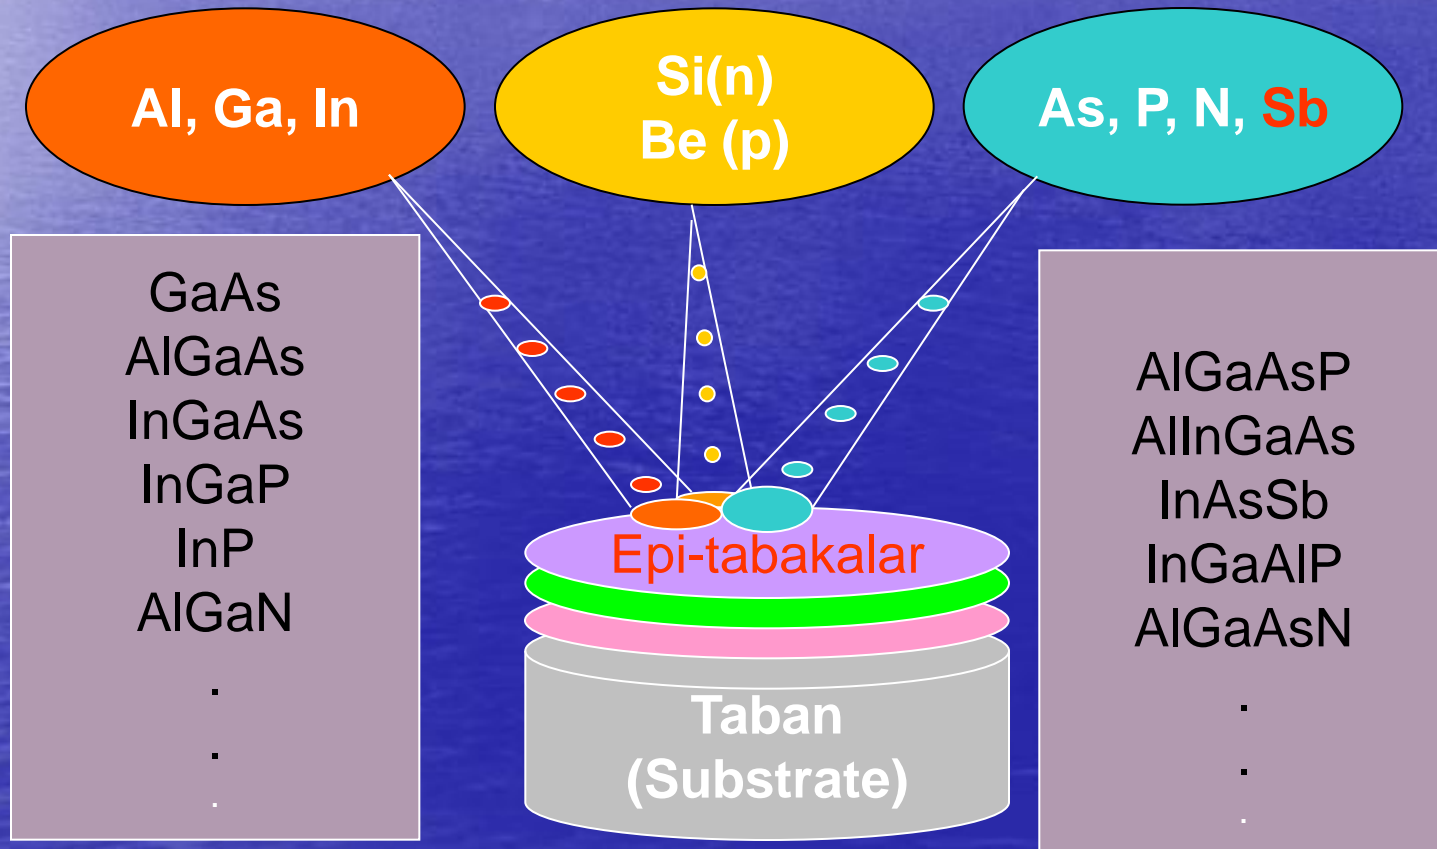 Al, Ga, In
Si(n)
Be (p)
As, P, N, Sb
GaAs
AlGaAs
InGaAs
InGaP
InP
AlGaN
.
.
.
AlGaAsP
AlInGaAs
InAsSb
InGaAlP
AlGaAsN
.
.
.
Epi-tabakalar
Taban
(Substrate)